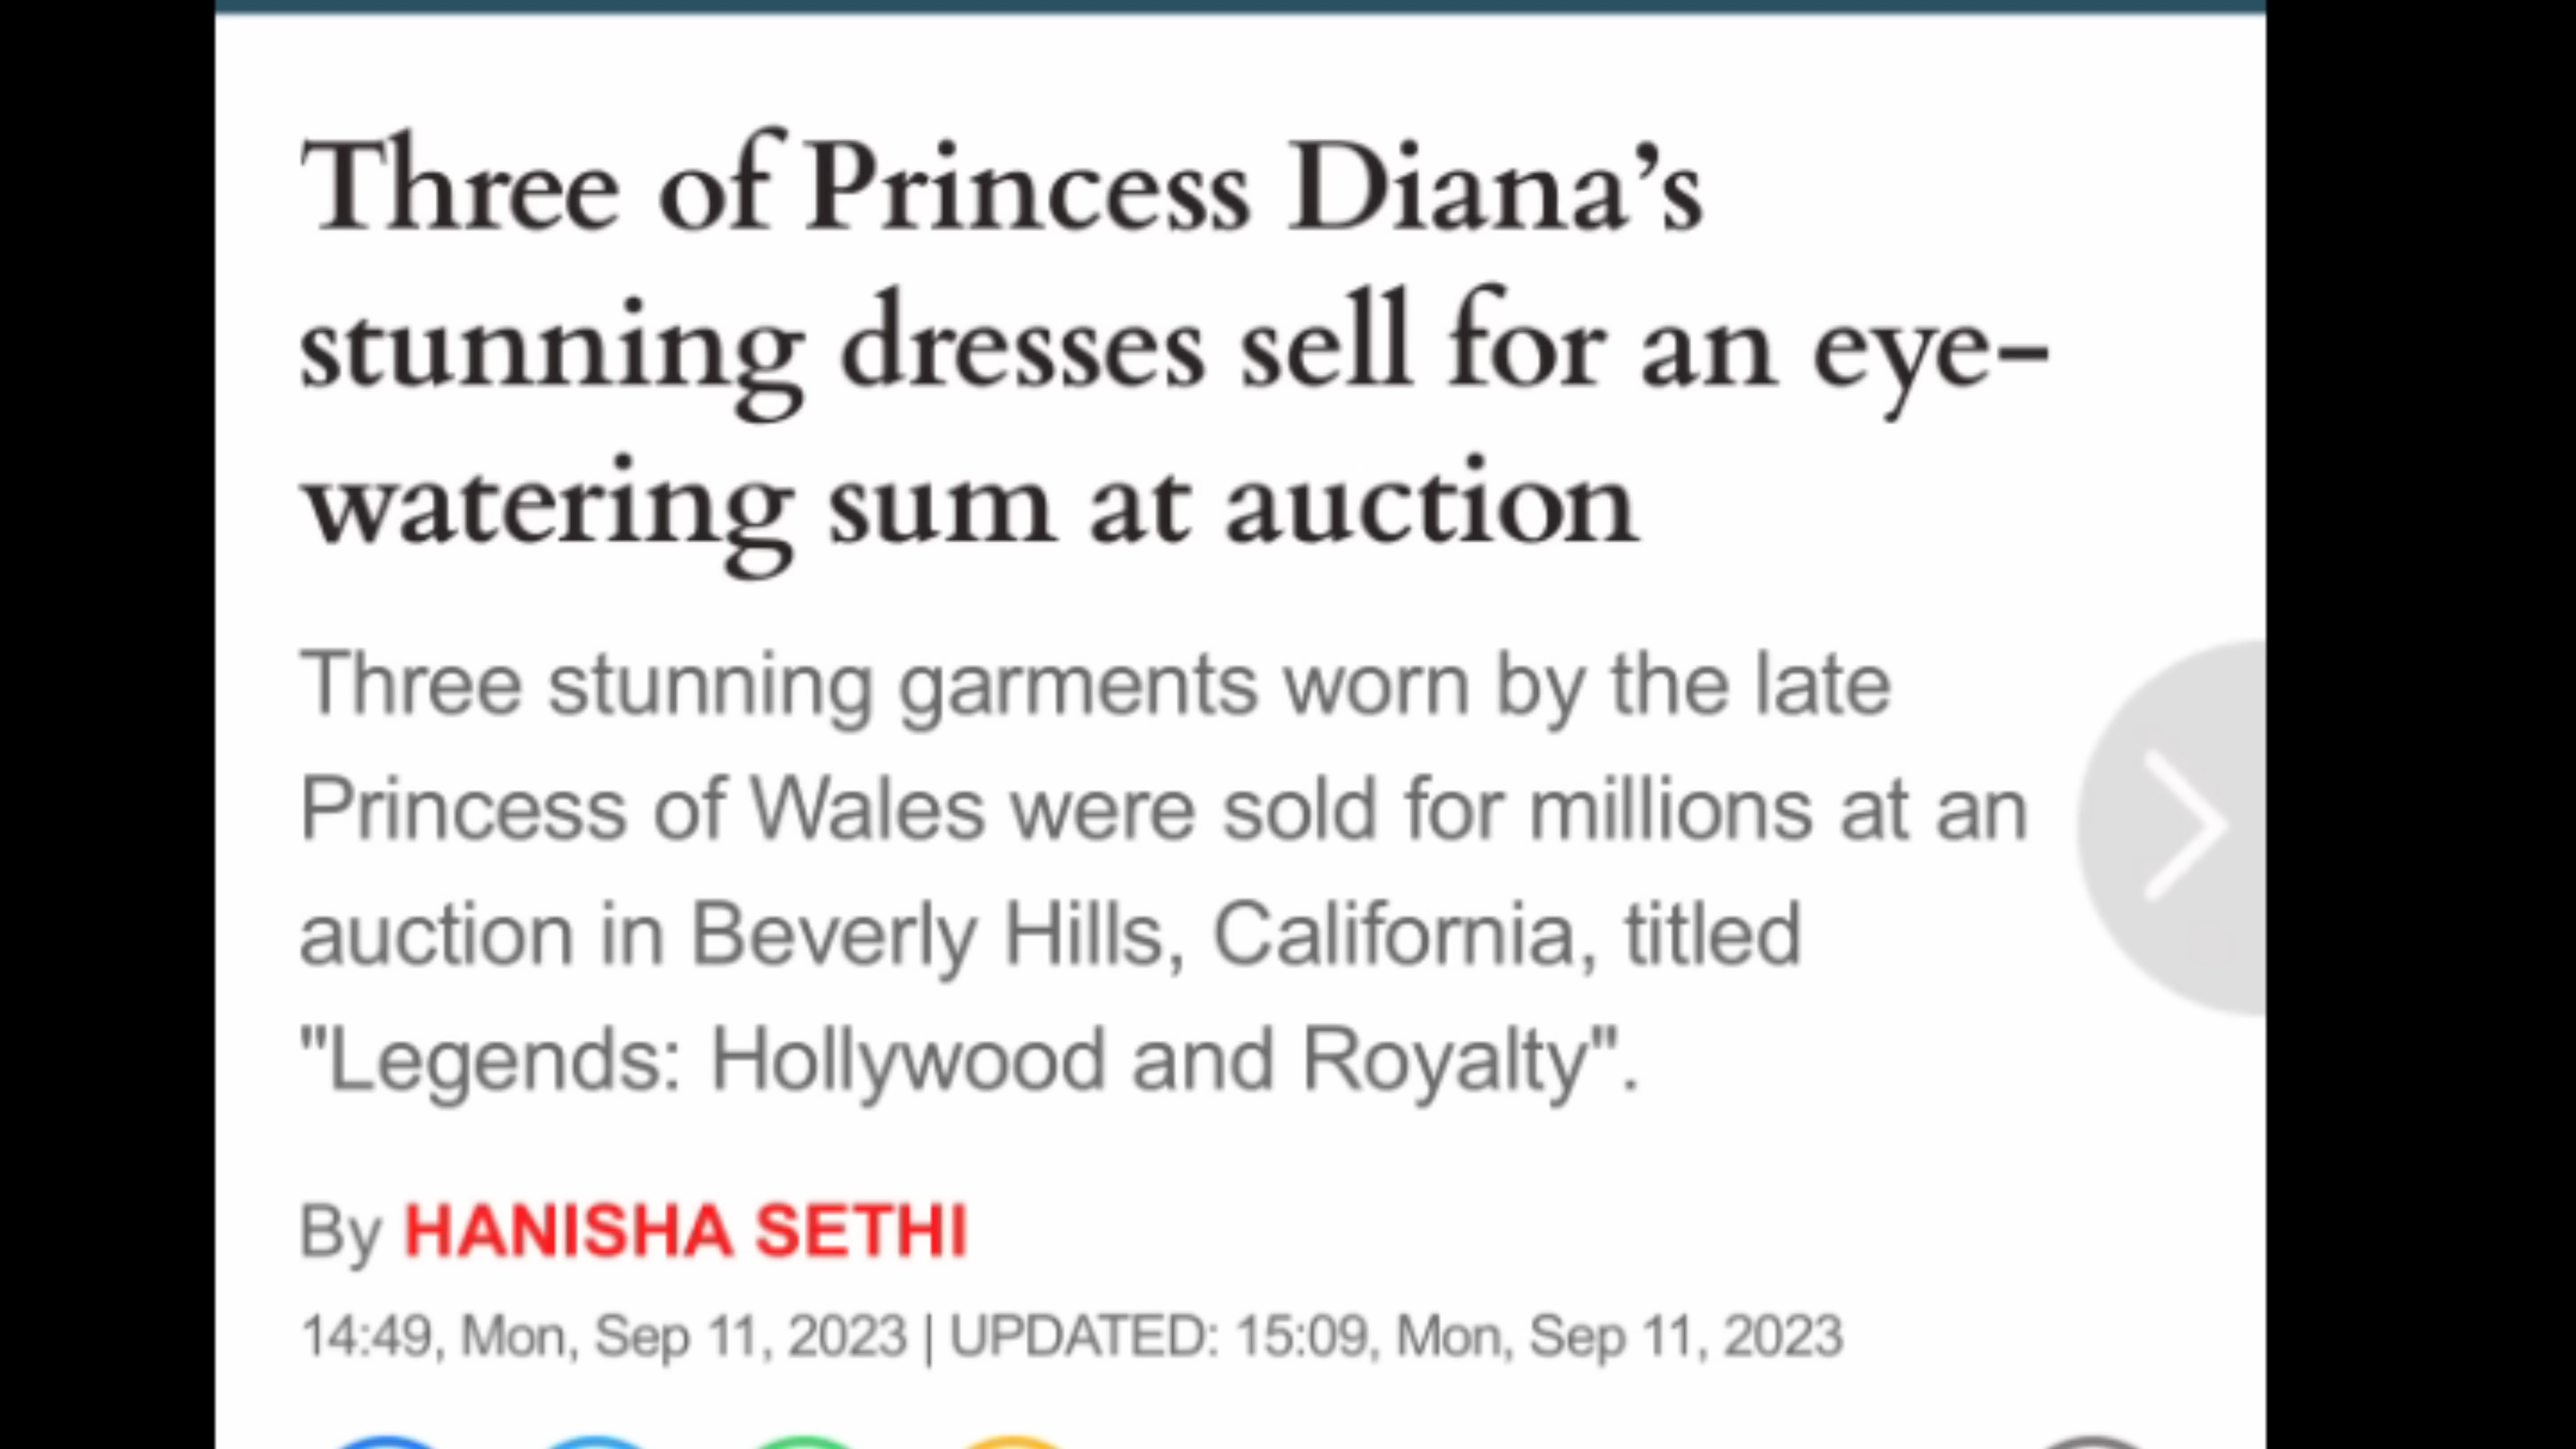 Three of Princess Diana’s
stunning dresses sell for an eye-
watering sum at auction
Three stunning garments worn by the late
Princess of Wales were sold for millions at an
auction in Beverly Hills, California, titled
"Legends: Hollywood and Royalty".
By HANISHA SETHI
14:49, Mon, Sep 11, 2023 | UPDATED: 15:09, Mon, Sep 11, 2023